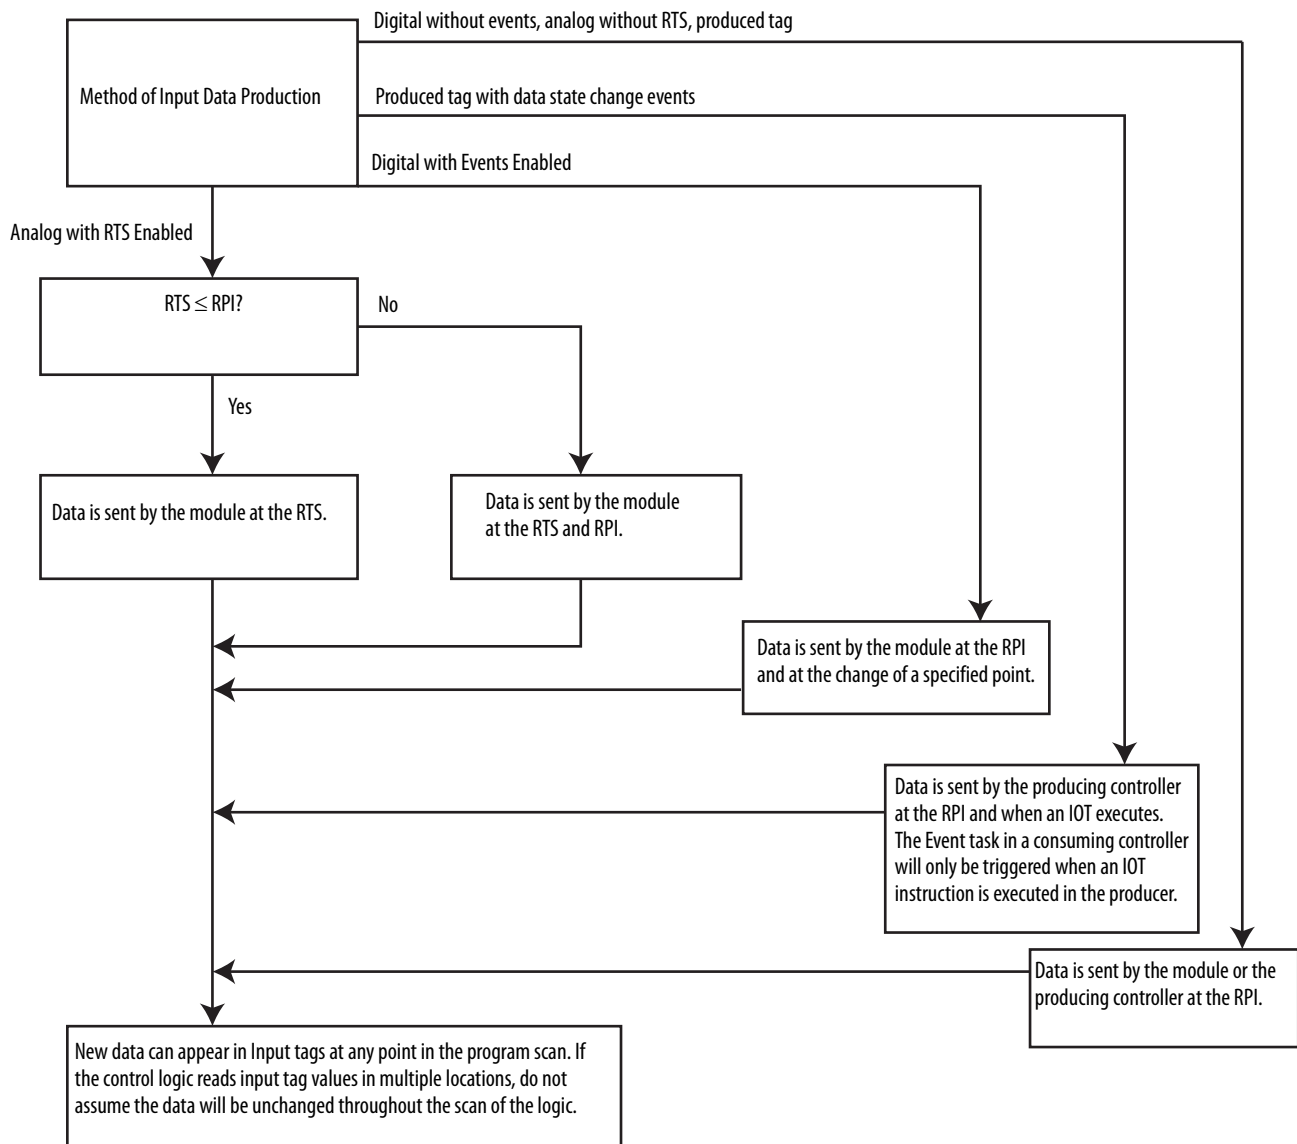 Digital without events, analog without RTS, produced tag
Method of Input Data Production
Produced tag with data state change events
Digital with Events Enabled
Analog with RTS Enabled
RTS ≤ RPI?
No
Yes
Data is sent by the module at the RTS.
Data is sent by the module
at the RTS and RPI.
Data is sent by the module at the RPI
and at the change of a specified point.
Data is sent by the producing controller
at the RPI and when an IOT executes.
The Event task in a consuming controller
will only be triggered when an IOT
instruction is executed in the producer.
Data is sent by the module or the
producing controller at the RPI.
New data can appear in Input tags at any point in the program scan. If
the control logic reads input tag values in multiple locations, do not
assume the data will be unchanged throughout the scan of the logic.